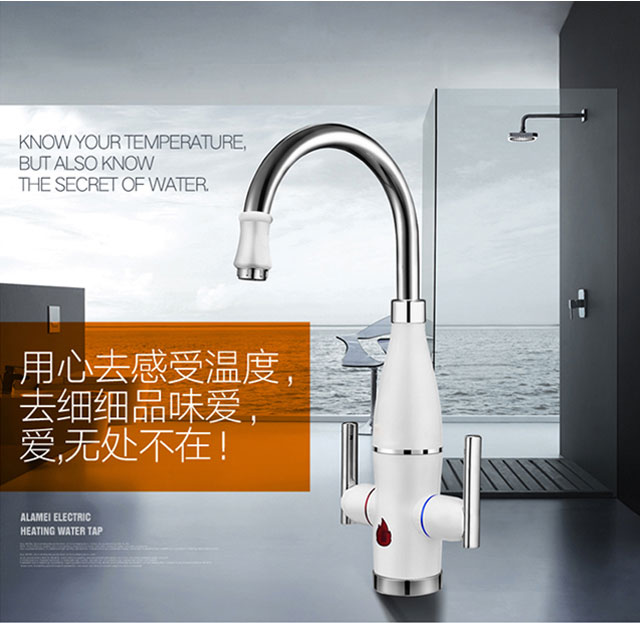 KNOW YOUR TEMPERATURE,
BUT ALSO KNOW
THE SECRET OF WATER.
用心去感受温度，
去细细品味爱，
爱,无处不在！
ALAMEI ELECTRIC
HEATING WATER TAP